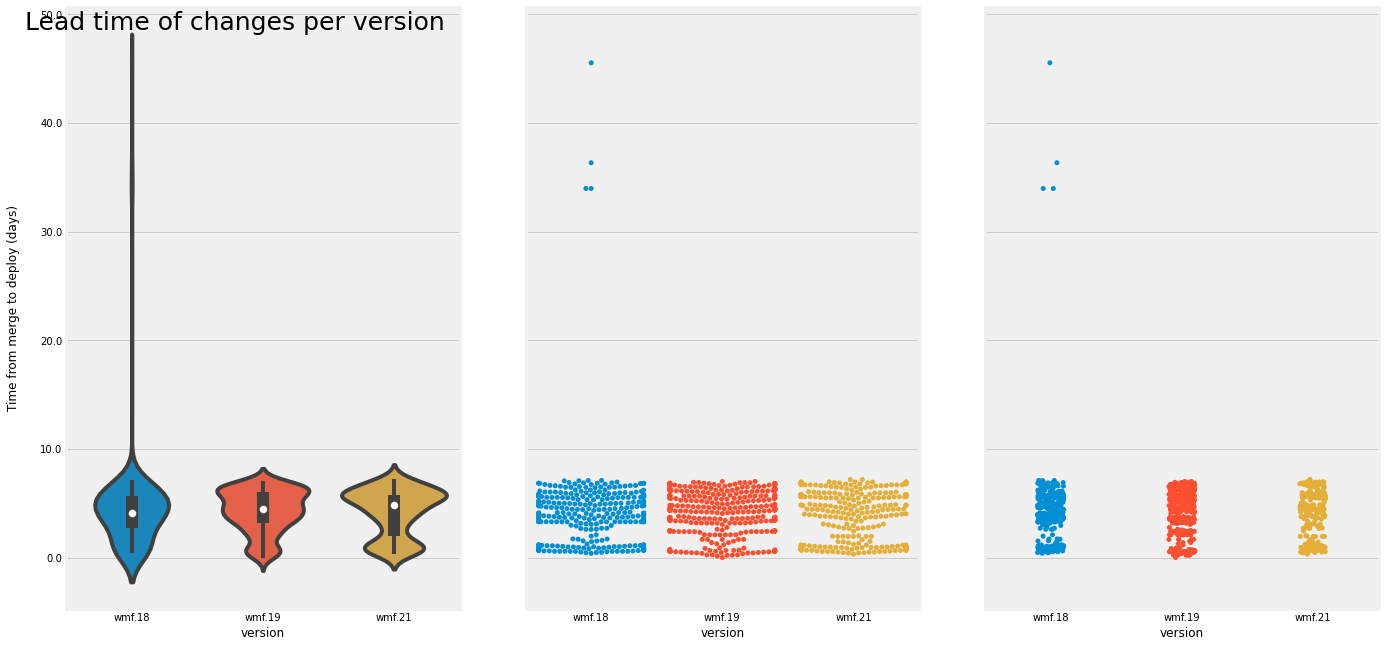 Lead time of changes per version
50.0
40.0
30.0
20.0
10.0
0.0
Time from merge to deploy (days)
wmf.18 wmf.19 wmf.21
version
wmf.18 wmf.19 wmf.21
version
wmf.18 wmf.19 wmf.21
version